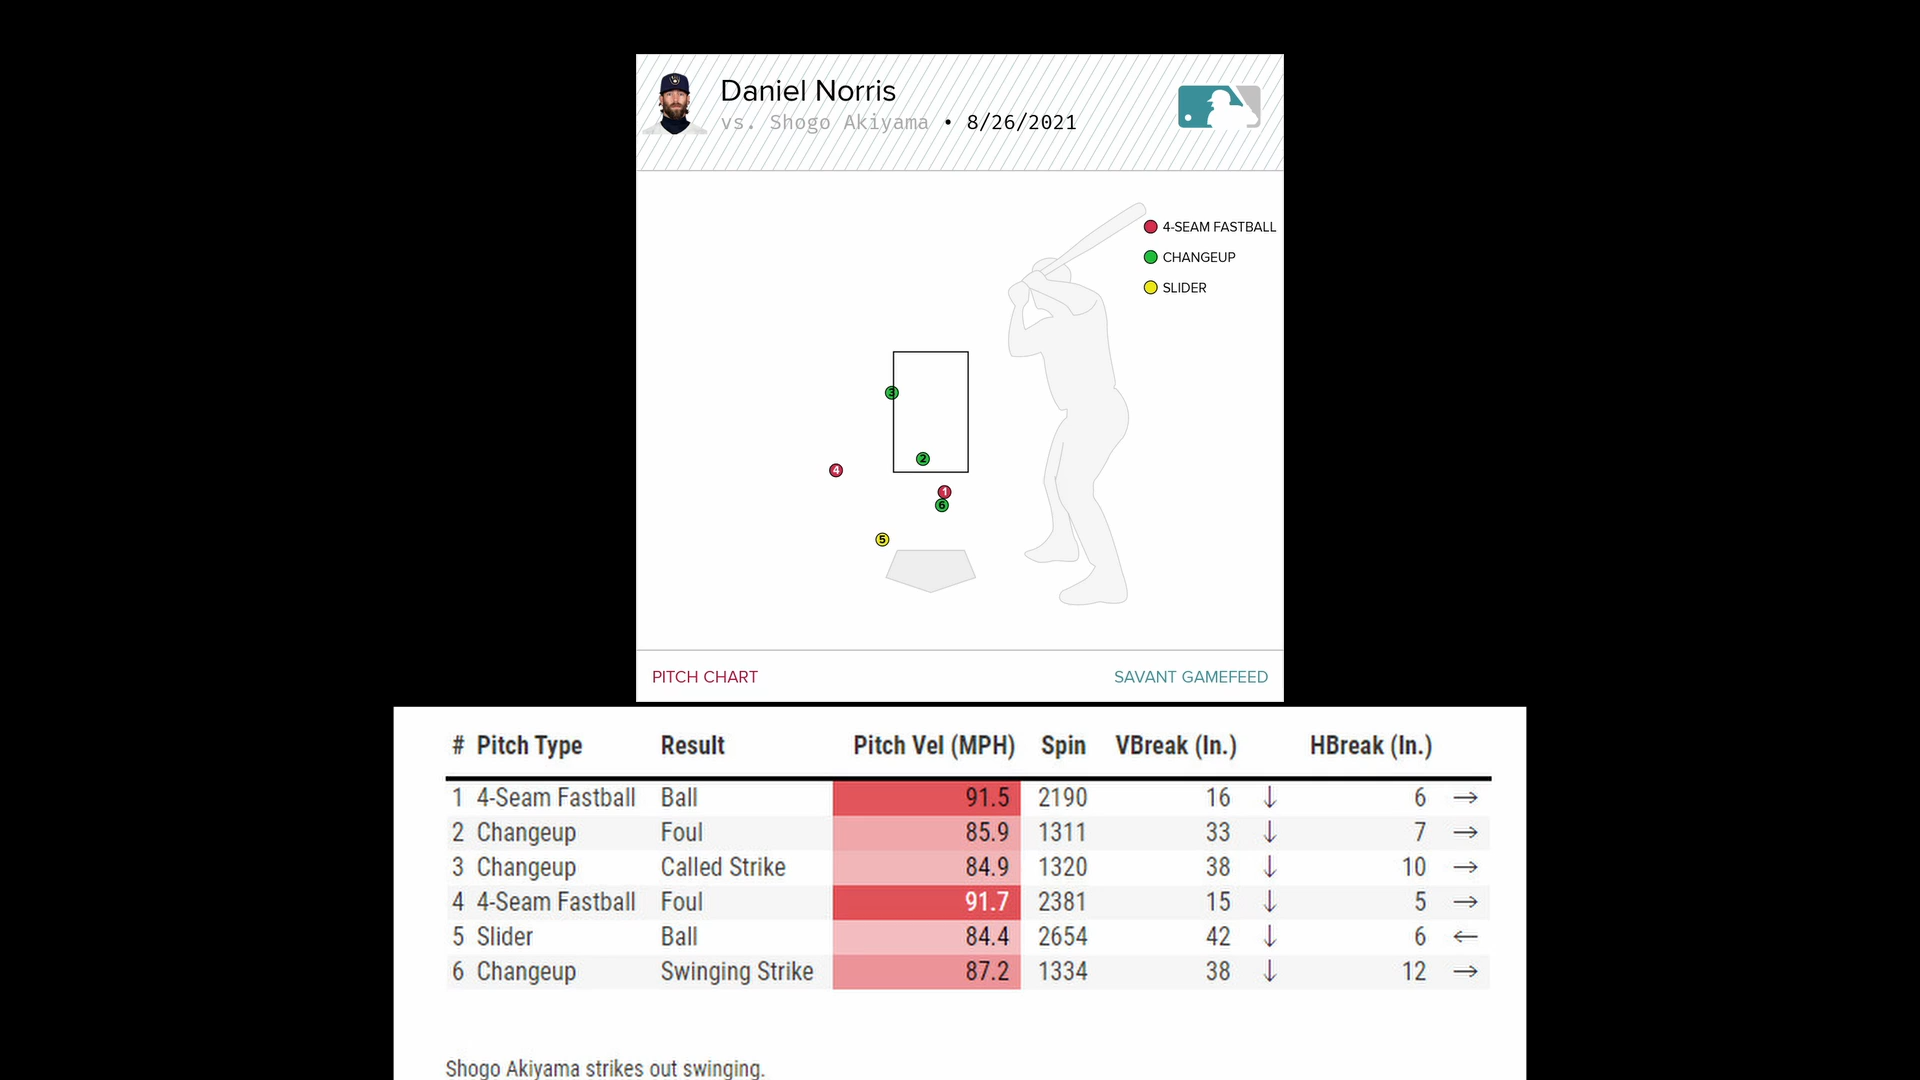 Daniel Norris
vs. Shogo Akiyama • 8/26/2021
4-SEAM FASTBALL
CHANGEUP
SLIDER
3
2
4
1
6
5
PITCH CHART SAVANT GAMEFEED
# Pitch Type Result Pitch Vel (MPH) Spin VBreak (In.) HBreak (In.)
1 4-Seam Fastball Ball 91.5 2190 16 ↓ 6 →
2 Changeup Foul 85.9 1311 33 ↓ 7 →
3 Changeup Called Strike 84.9 1320 38 ↓ 10 →
4 4-Seam Fastball Foul 91.7 2381 15 ↓ 5 →
5 Slider Ball 84.4 2654 42 ↓ 6 ←
6 Changeup Swinging Strike 87.2 1334 38 ↓ 12 →
Shogo Akiyama strikes out swinging.